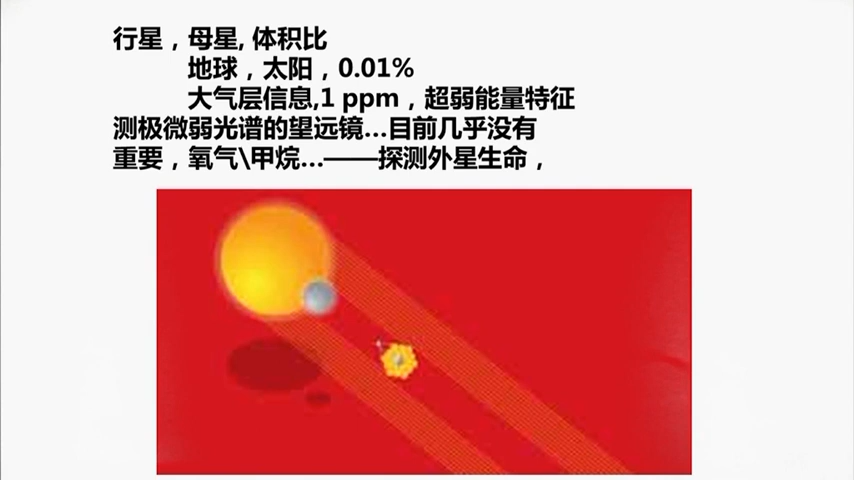 行星，母星, 体积比
地球，太阳，0.01%
大气层信息,1 ppm，超弱能量特征
测极微弱光谱的望远镜...目前几乎没有
重要，氧气\甲烷...——探测外星生命，